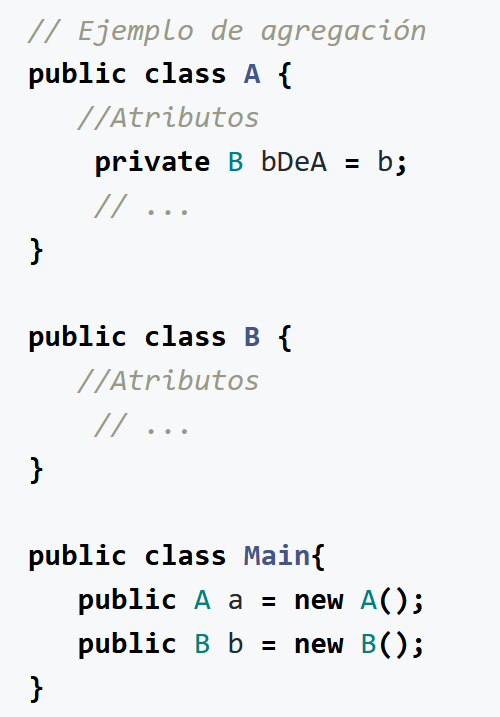 // Ejemplo de agregación
public class A {
//Atributos
private B bDeA = b;
// ...
}
public class B {
//Atributos
// ...
}
public class Main{
public A a = new A();
public B b = new B();
}